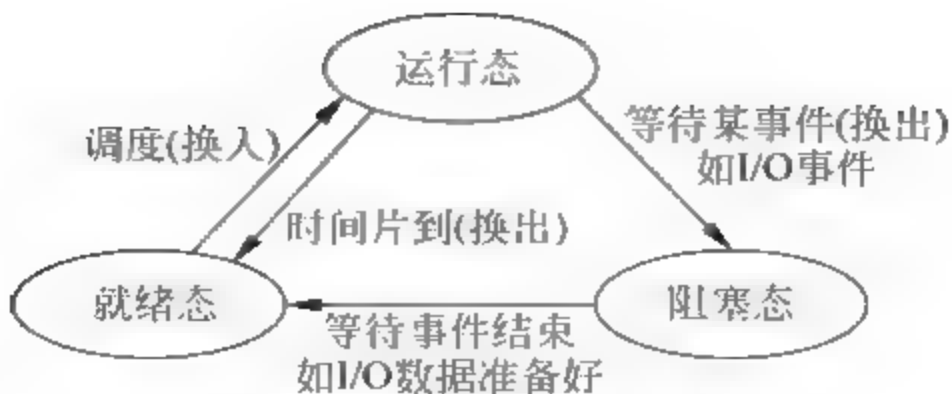 运行态
调度(换入)
等待某事件(换出)
如I/O事件
时间片到(换出)
就绪态
阻塞态
等待事件结束
如I/O数据准备好